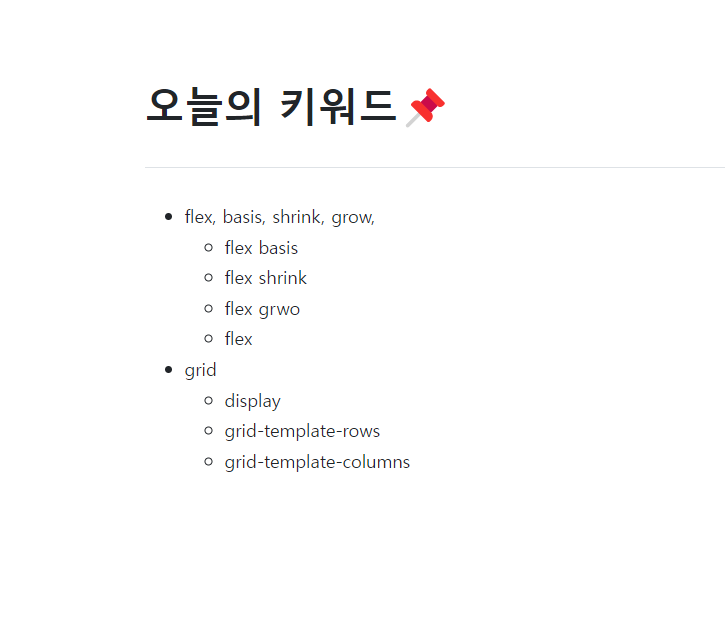 오늘의 키워드📌
flex, basis, shrink, grow,
flex basis
flex shrink
flex grwo
flex
grid
display
grid-template-rows
grid-template-columns